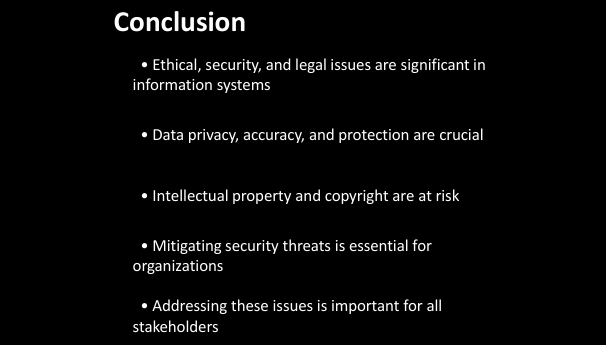 Conclusion
• Ethical, security, and legal issues are significant in
information systems
• Data privacy, accuracy, and protection are crucial
• Intellectual property and copyright are at risk
• Mitigating security threats is essential for
organizations
• Addressing these issues is important for all
stakeholders